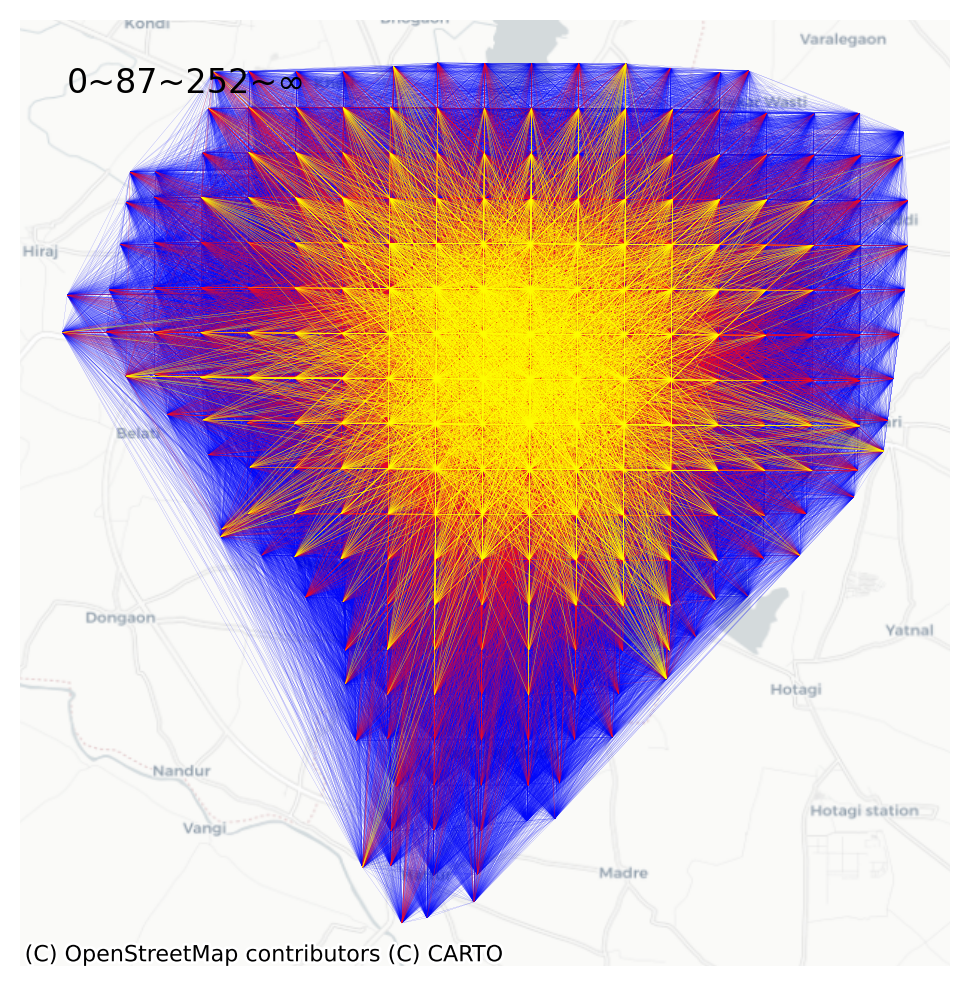 Kondi
Bhogaon
Varalegaon
0~87~252~∞
Wasti
Hiraj
Belati
Dongaon
Yatnal
Hotagi
Nandur
Hotagi station
Vangi
Madre
(C) OpenStreetMap contributors (C) CARTO